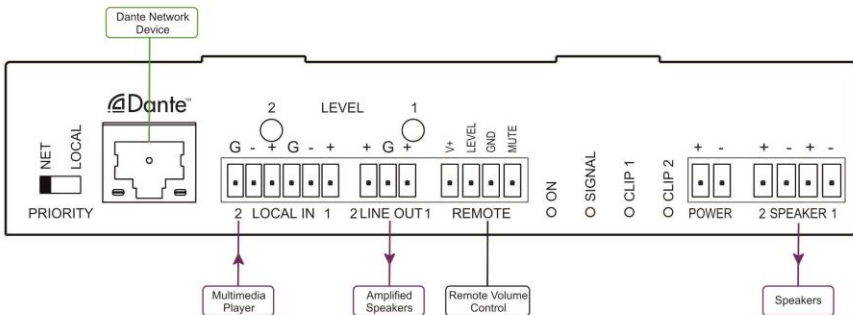 Dante Network
Device
Dante™
2 LEVEL 1
G - + G - +
+ G +
V+
LEVEL
GND
MUTE
+ -
+ - + -
NET
LOCAL
PRIORITY
2 LOCAL IN 1
2 LINE OUT 1
REMOTE
ON
SIGNAL
CLIP 1
CLIP 2
POWER
2 SPEAKER 1
Multimedia
Player
Amplified
Speakers
Remote Volume
Control
Speakers